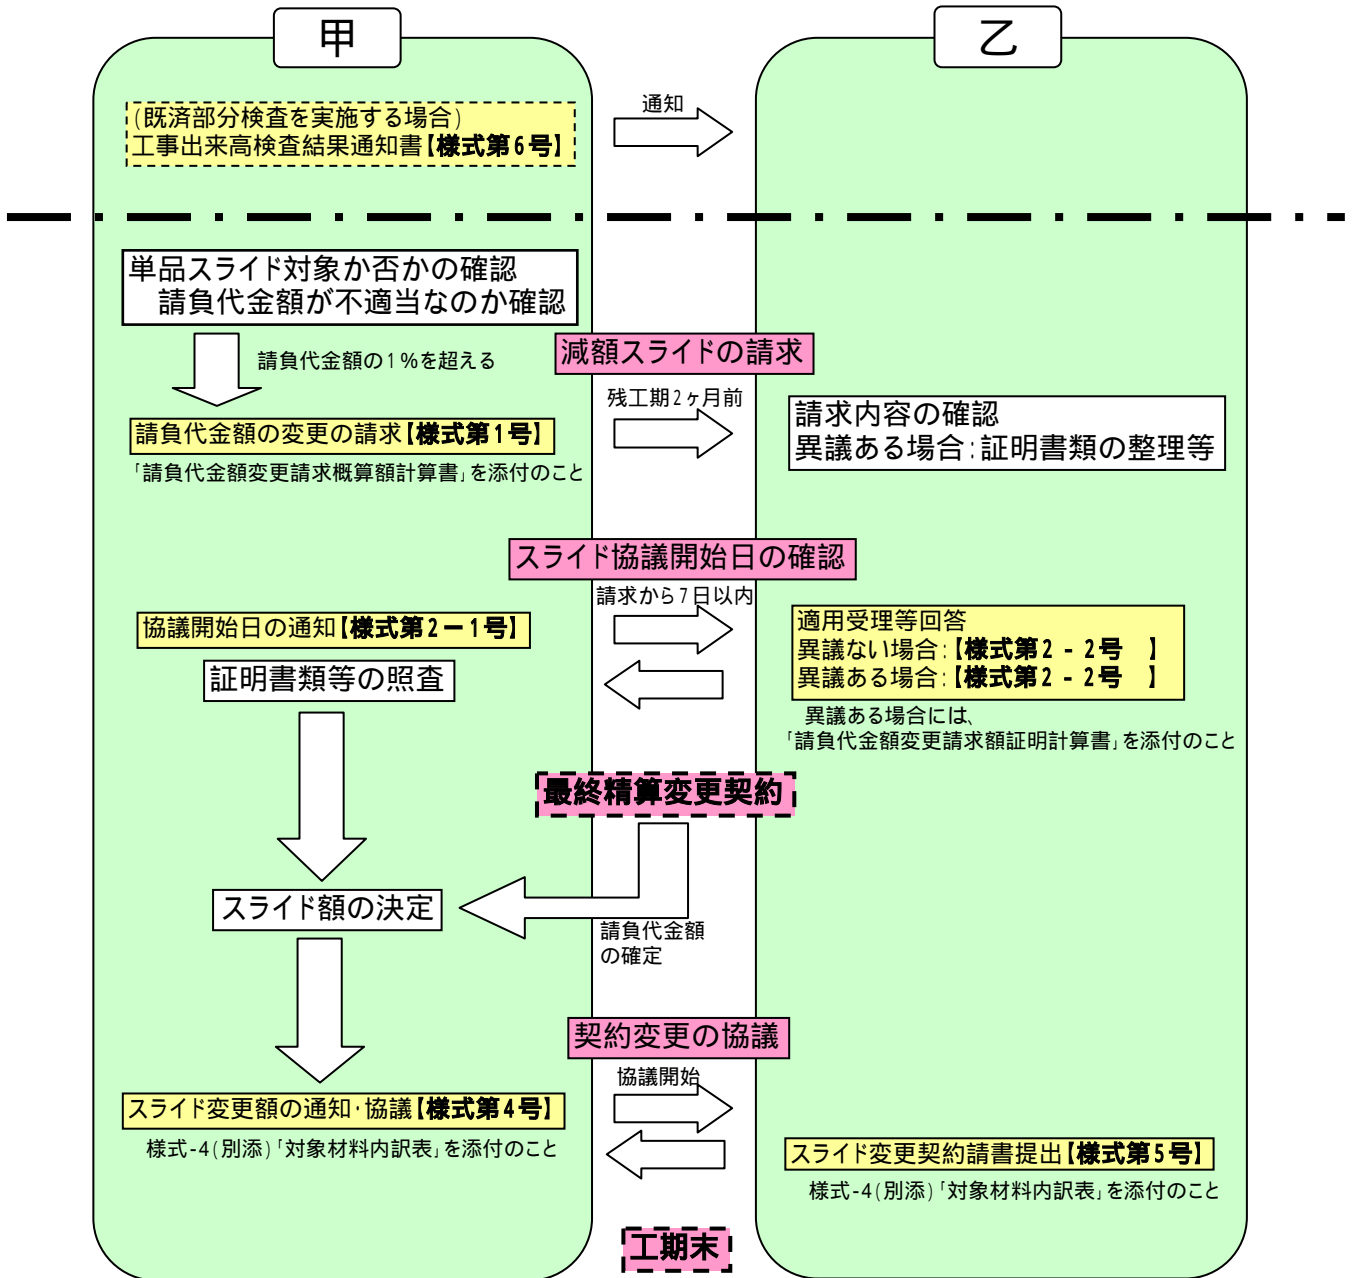 甲
乙
(既済部分検査を実施する場合)
工事出来高検査結果通知書【様式第6号】
通知
単品スライド対象か否かの確認
請負代金額が不適当なのか確認
請負代金額の1%を超える
減額スライドの請求
残工期2ヶ月前
請負代金額の変更の請求【様式第1号】
「請負代金額変更請求概算額計算書」を添付のこと
請求内容の確認
異議ある場合:証明書類の整理等
スライド協議開始日の確認
請求から7日以内
協議開始日の通知【様式第2ー1号】
証明書類等の照査
適用受理等回答
異議ない場合:【様式第2-2号　】
異議ある場合:【様式第2-2号　】
異議ある場合には、
「請負代金額変更請求額証明計算書」を添付のこと
最終精算変更契約
スライド額の決定
請負代金額
の確定
契約変更の協議
協議開始
スライド変更額の通知・協議【様式第4号】
様式-4(別添)「対象材料内訳表」を添付のこと
スライド変更契約請書提出【様式第5号】
様式-4(別添)「対象材料内訳表」を添付のこと
工期末